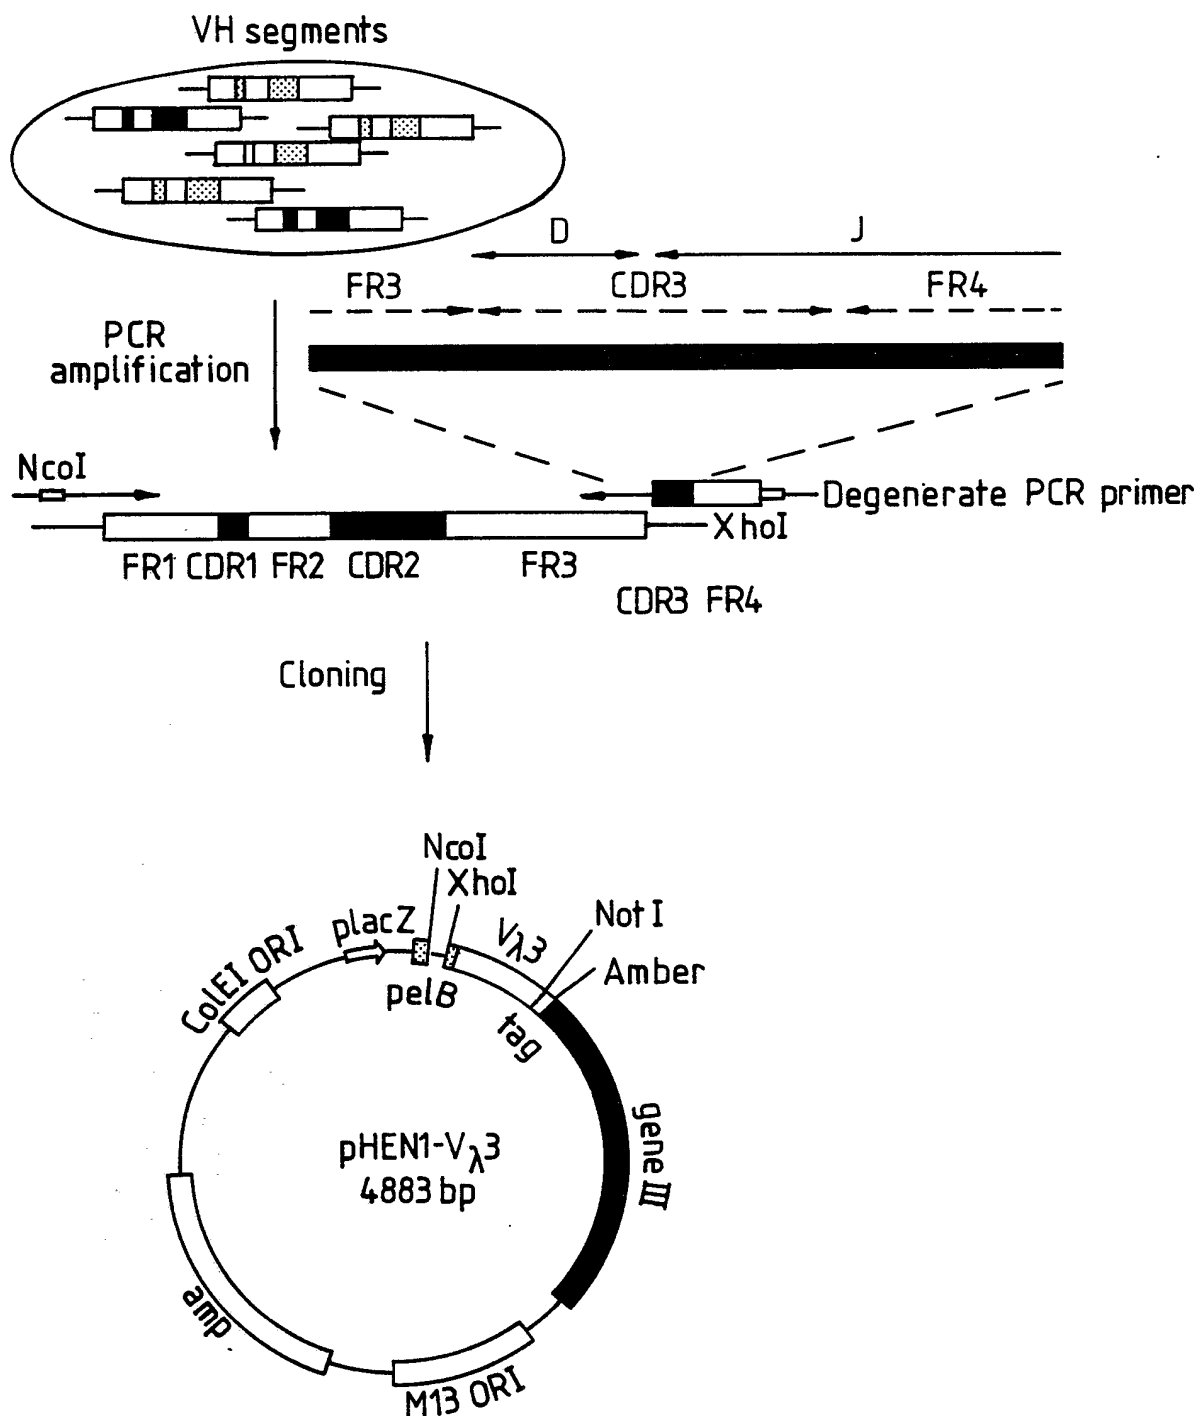 VH segments
D
J
FR3
CDR3
FR4
PCR
amplification
NcoI
Degenerate PCR primer
XhoI
FR1 CDR1 FR2 CDR2 FR3
CDR3 FR4
Cloning
NcoI
XhoI
placZ
Vλ3
Not I
ColEI ORI
Amber
pelB
tag
gene III
pHEN1-Vλ3
4883 bp
amp
M13 ORI